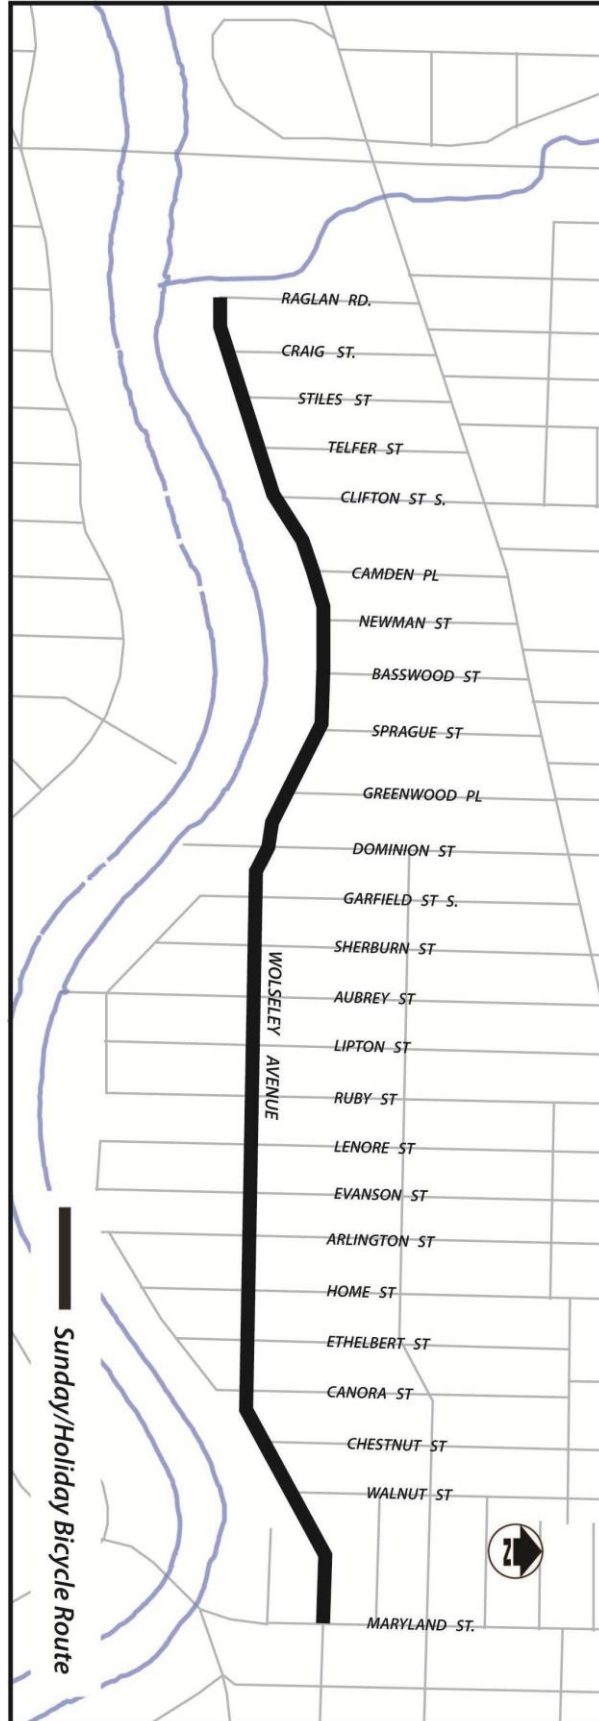 RAGLAN RD.
CRAIG ST.
STILES ST
TELFER ST
CLIFTON ST S.
CAMDEN PL
NEWMAN ST
BASSWOOD ST
SPRAGUE ST
GREENWOOD PL
DOMINION ST
GARFIELD ST S.
SHERBURN ST
WOLSELEY AVENUE
AUBREY ST
LIPTON ST
RUBY ST
LENORE ST
EVANSON ST
ARLINGTON ST
HOME ST
ETHELBERT ST
CANORA ST
CHESTNUT ST
WALNUT ST
N
MARYLAND ST.
Sunday/Holiday Bicycle Route